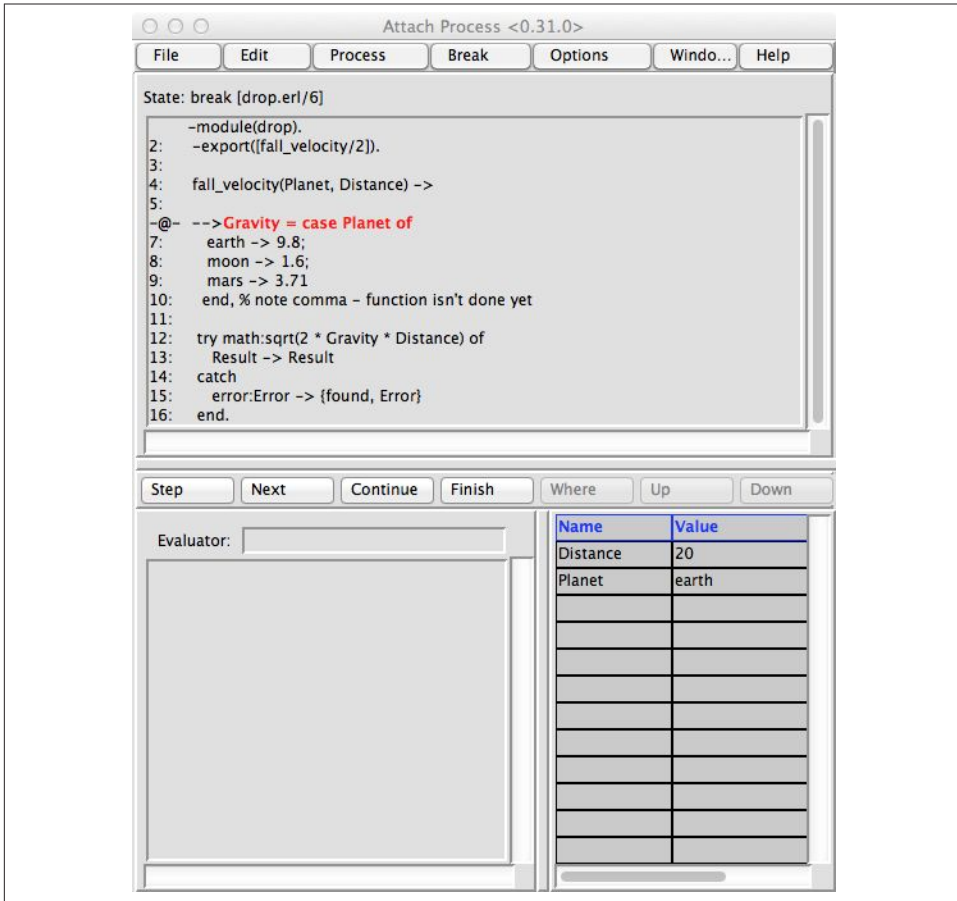 Attach Process <0.31.0>
File Edit Process Break Options Windo... Help
State: break [drop.erl/6]
-module(drop).
2: -export([fall_velocity/2]).
3:
4: fall_velocity(Planet, Distance) ->
5:
-@- -->Gravity = case Planet of
7: earth -> 9.8;
8: moon -> 1.6;
9: mars -> 3.71
10: end, % note comma - function isn't done yet
11:
12: try math:sqrt(2 * Gravity * Distance) of
13: Result -> Result
14: catch
15: error:Error -> {found, Error}
16: end.
Step Next Continue Finish Where Up Down
Evaluator:
Name Value
Distance 20
Planet earth